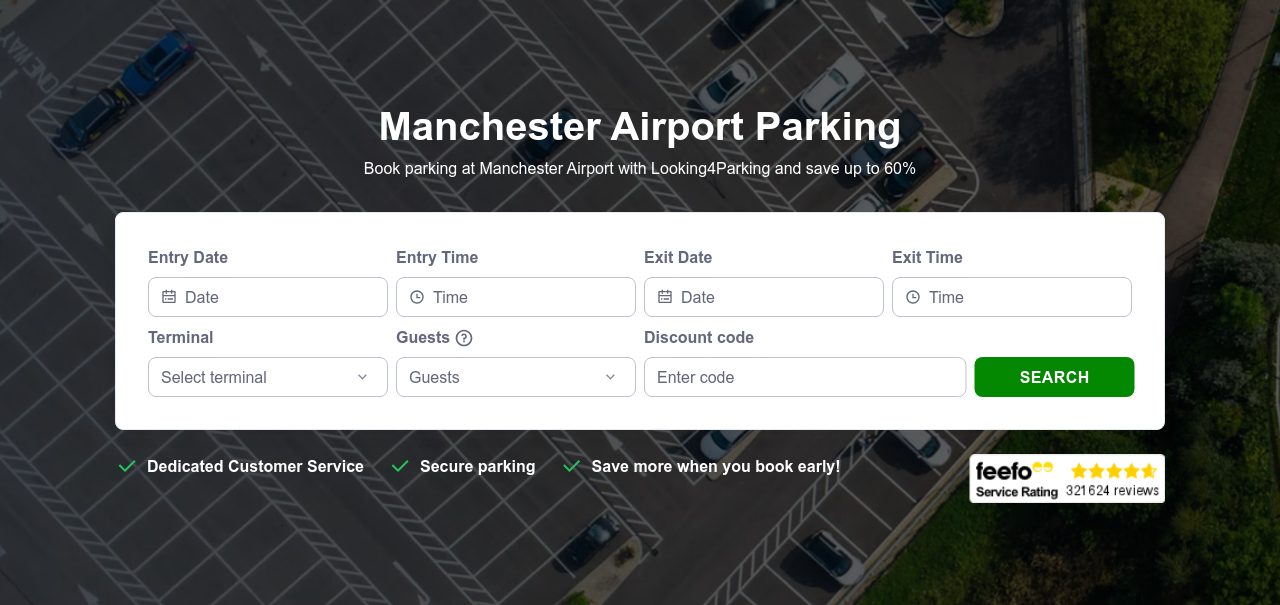 ONE WAY
Manchester Airport Parking
Book parking at Manchester Airport with Looking4Parking and save up to 60%
Entry Date
Entry Time
Exit Date
Exit Time
Date
Time
Date
Time
Terminal
Guests
Discount code
Select terminal
Guests
Enter code
SEARCH
Dedicated Customer Service
Secure parking
Save more when you book early!
feefo
Service Rating
321624 reviews